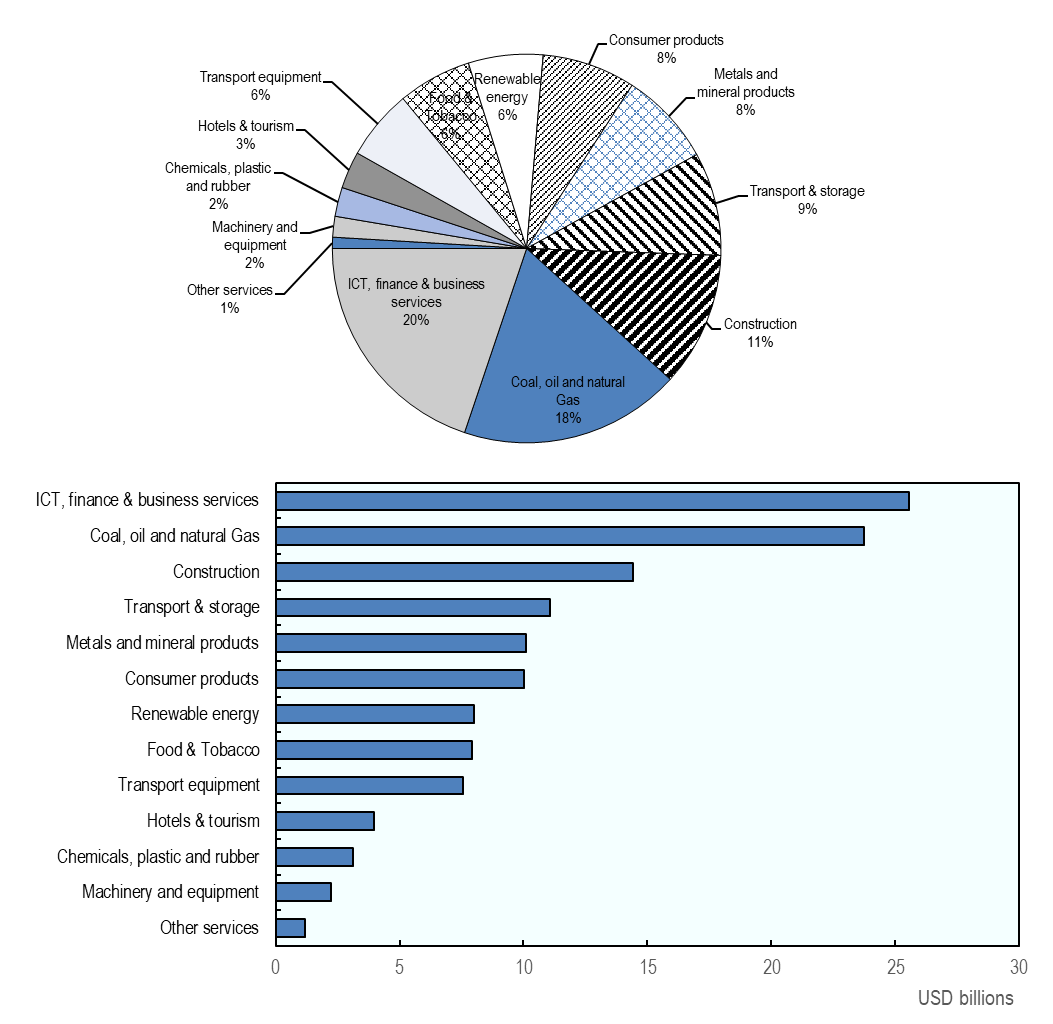 Consumer products
8%
Metals and
mineral products
8%
Transport & storage
9%
Construction
11%
Coal, oil and natural
Gas
18%
ICT, finance & business
services
20%
Other services
1%
Machinery and
equipment
2%
Chemicals, plastic
and rubber
2%
Hotels & tourism
3%
Transport equipment
6%
Food &
Tobacco
6%
Renewable
energy
6%
ICT, finance & business services
Coal, oil and natural Gas
Construction
Transport & storage
Metals and mineral products
Consumer products
Renewable energy
Food & Tobacco
Transport equipment
Hotels & tourism
Chemicals, plastic and rubber
Machinery and equipment
Other services
0 5 10 15 20 25 30
USD billions